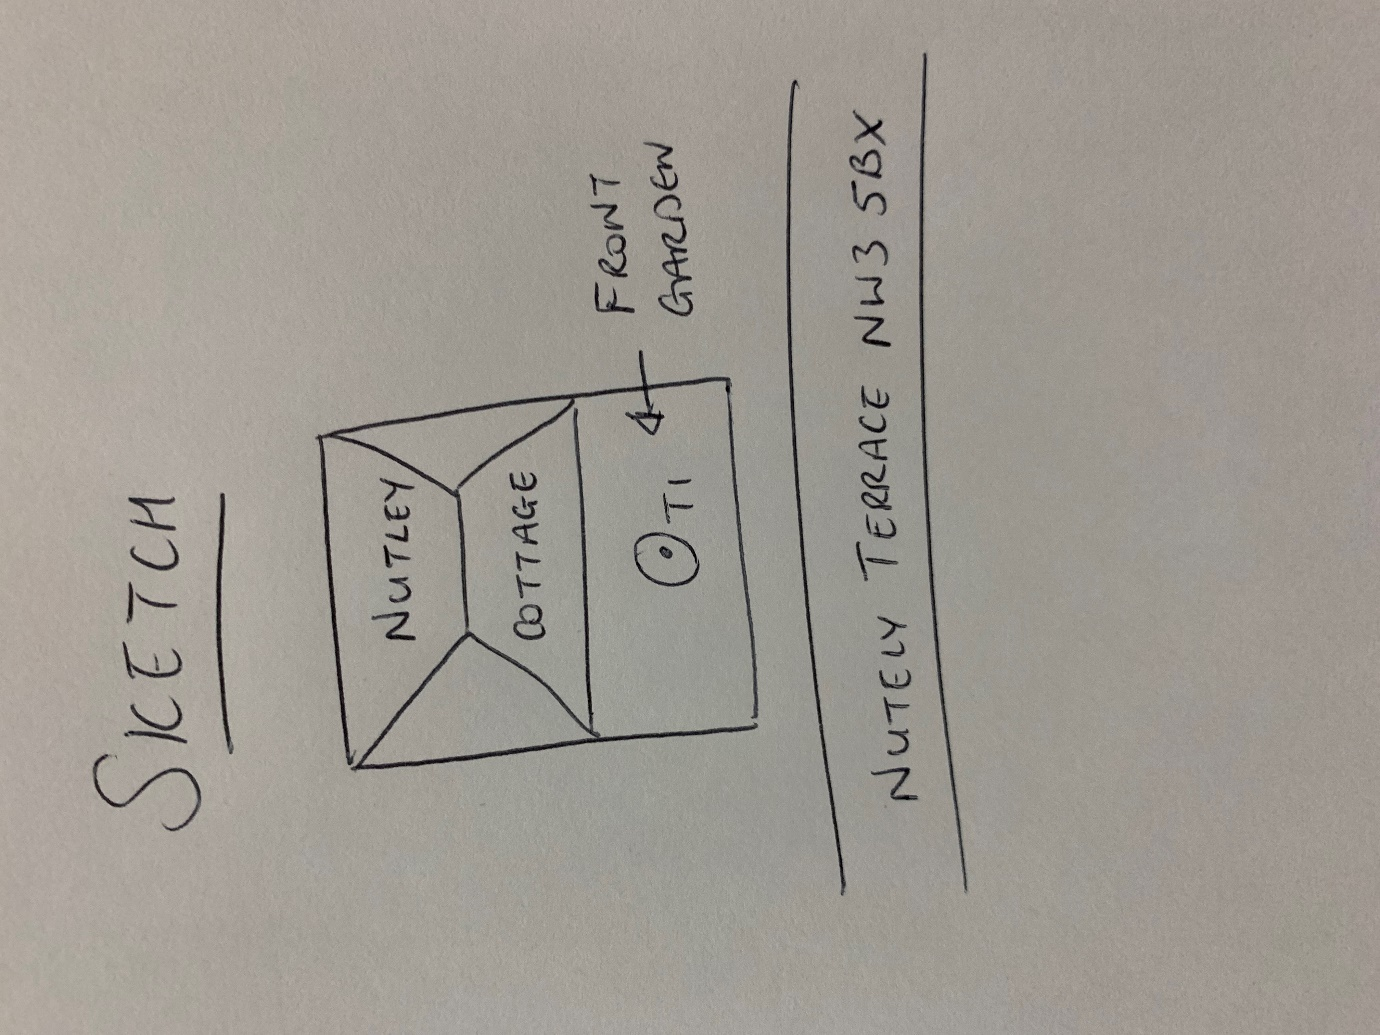 SKETCH
NUTLEY
COTTAGE
FRONT
GARDEN
T1
NUTELY TERRACE NW3 5BX